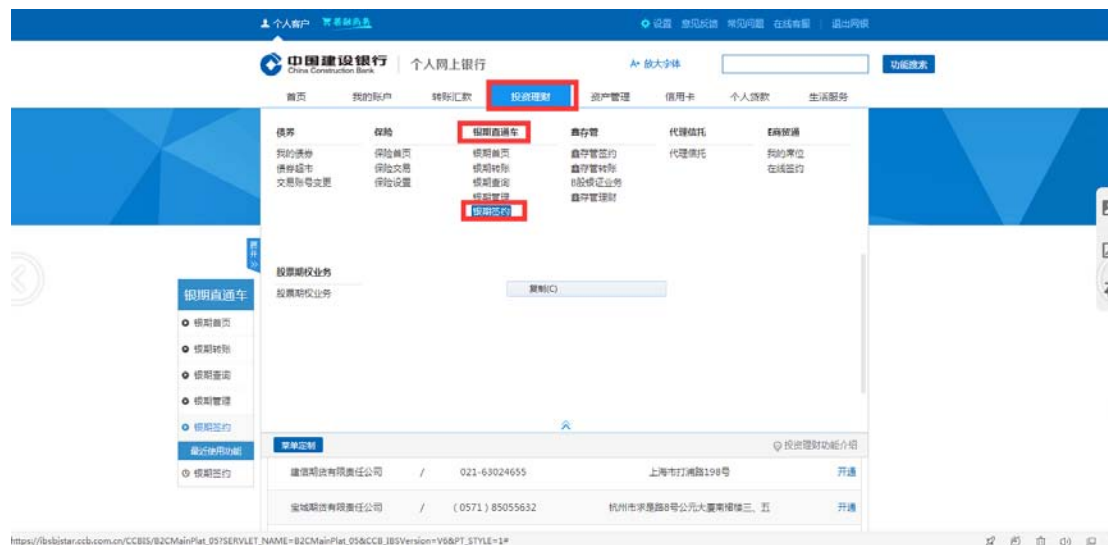 个人客户 善融商务 设置 意见反馈 常见问题 在线客服 | 退出网银
中国建设银行 China Construction Bank 个人网上银行 A+ 放大字体 功能搜索
首页 我的账户 转账汇款 投资理财 资产管理 信用卡 个人贷款 生活服务
债券 保险 银期直通车 鑫存管 代理信托 E商贸通
我的债券 保险首页 银期首页 鑫存管签约 代理信托 我的席位
债券超市 保险交易 银期转账 鑫存管转账 在线签约
交易账号变更 保险设置 银期查询 B股银证业务
银期管理 鑫存管理财
银期签约
展开 »
股票期权业务
股票期权业务
复制(C)
银期直通车
银期首页
银期转账
银期查询
银期管理
银期签约
最近使用功能
银期签约
菜单定制 投资理财功能介绍
建信期货有限责任公司 / 021-63024655 上海市打浦路198号 开通
宝城期货有限责任公司 / (0571) 85055632 杭州市求是路8号公元大厦南裙楼三、五 开通
https://ibsbjstar.ccb.com.cn/CCBIS/B2CMainPlat_05?SERVLET_NAME=B2CMainPlat_05&CCB_IBSVersion=V6&PT_STYLE=1#